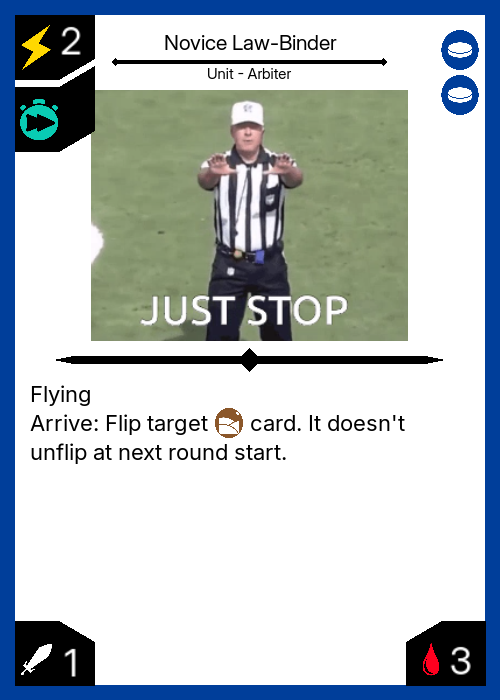 2
Novice Law-Binder
Unit - Arbiter
JUST STOP
Flying
Arrive: Flip target card. It doesn't
unflip at next round start.
1
3